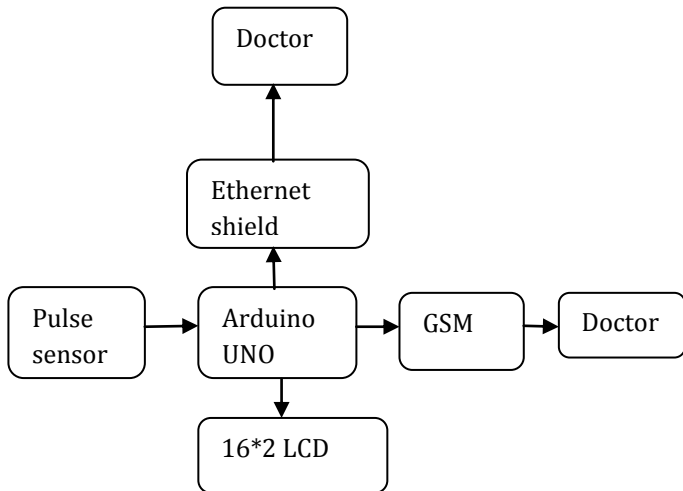 Doctor
Ethernet
shield
Pulse
sensor
Arduino
UNO
GSM
Doctor
16*2 LCD